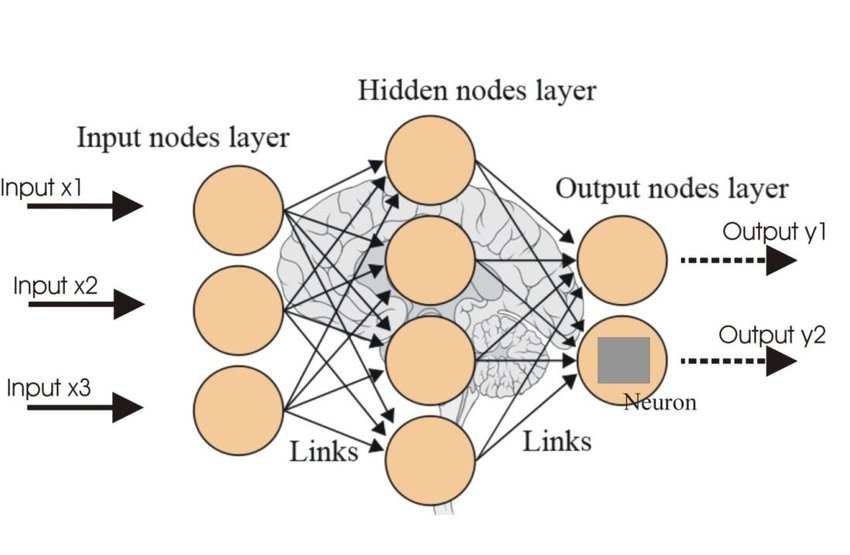 Hidden nodes layer
Input nodes layer
Output nodes layer
Input x1
Input x2
Input x3
Output y1
Output y2
Neuron
Links
Links